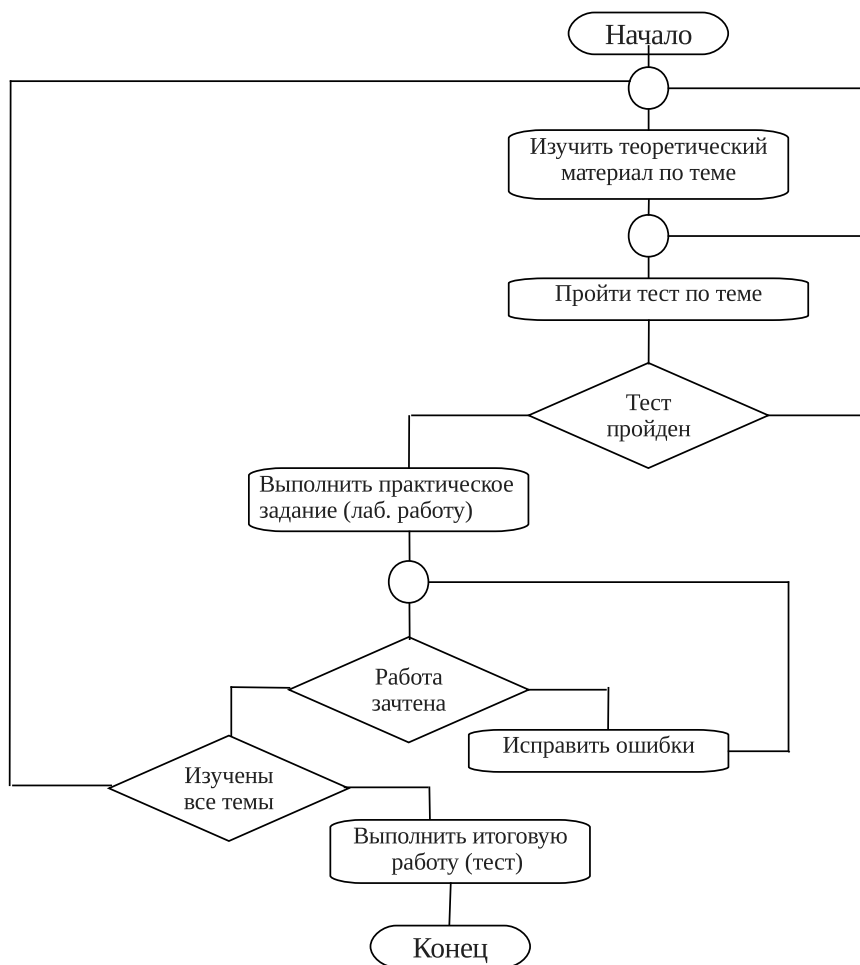 Начало
Изучить теоретический
материал по теме
Пройти тест по теме
Тест
пройден
Выполнить практическое
задание (лаб. работу)
Работа
зачтена
Исправить ошибки
Изучены
все темы
Выполнить итоговую
работу (тест)
Конец